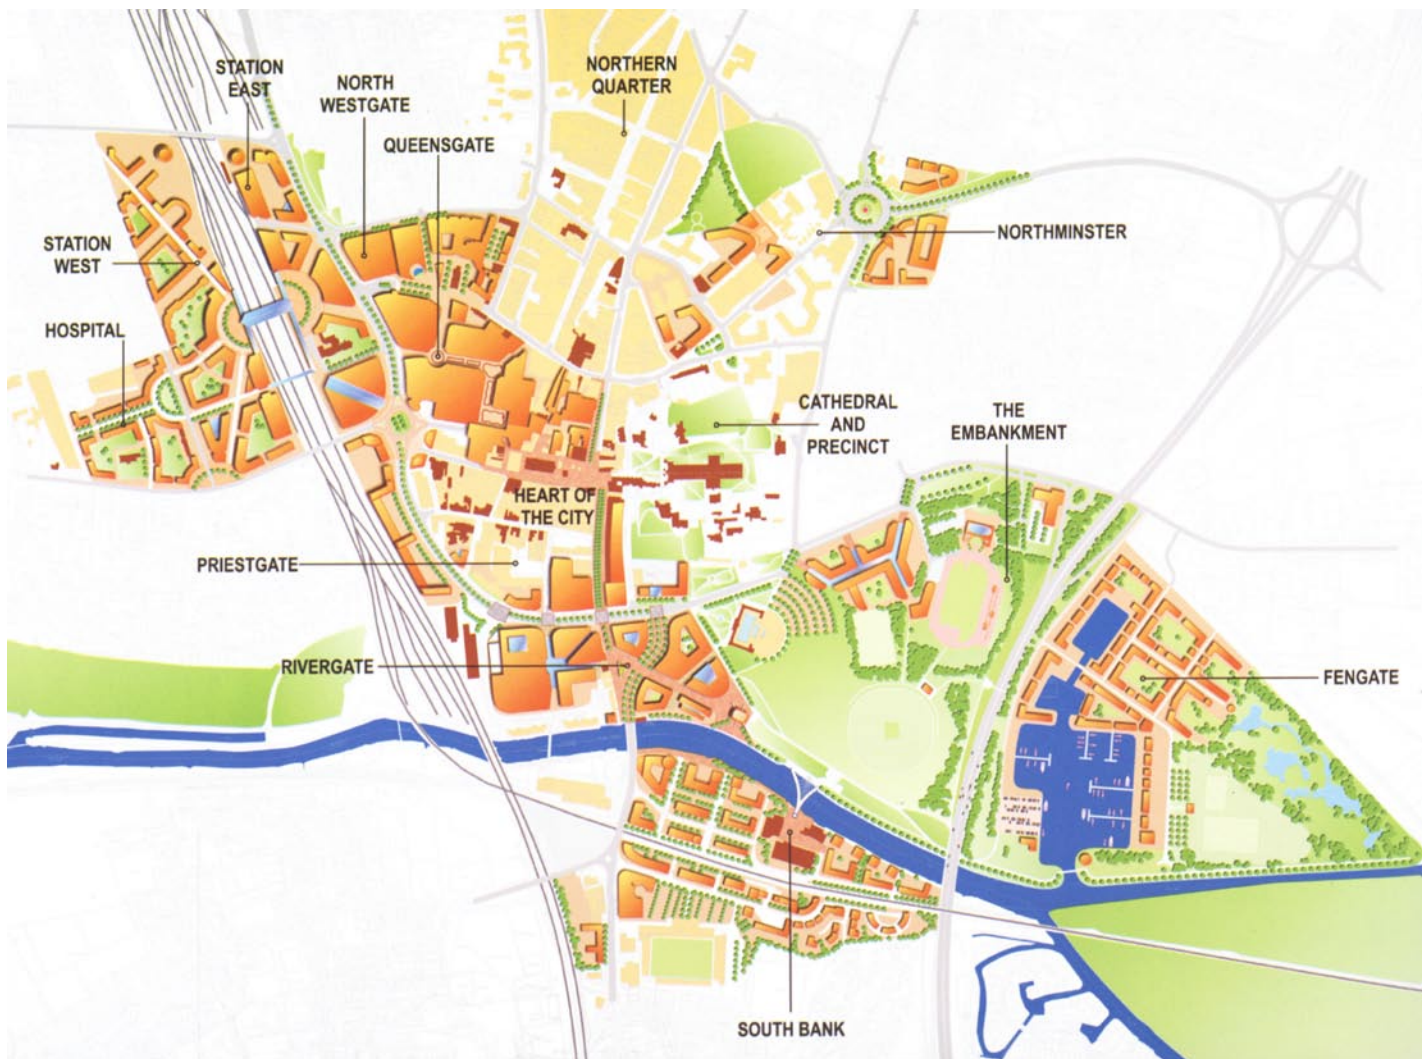 STATION
EAST
NORTH
WESTGATE
QUEENSGATE
NORTHERN
QUARTER
NORTHMINSTER
STATION
WEST
HOSPITAL
CATHEDRAL
AND
PRECINCT
THE
EMBANKMENT
HEART OF
THE CITY
PRIESTGATE
RIVERGATE
FENGATE
SOUTH BANK